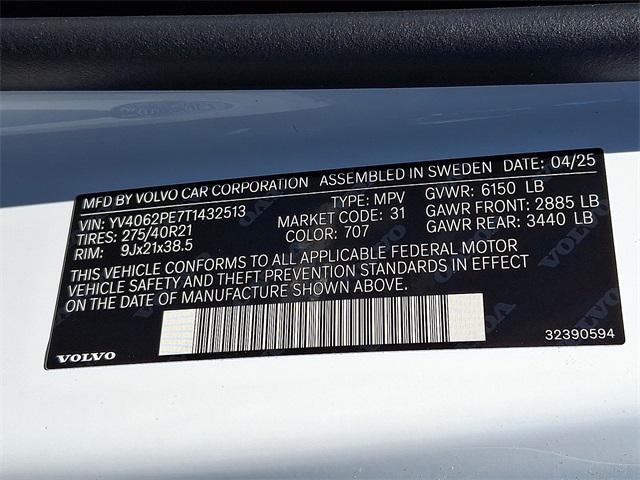 MFD BY VOLVO CAR CORPORATION ASSEMBLED IN SWEDEN DATE: 04/25
VIN: YV4062PE7T1432513 TYPE: MPV GVWR: 6150 LB
TIRES: 275/40R21 MARKET CODE: 31 GAWR FRONT: 2885 LB
RIM: 9Jx21x38.5 COLOR: 707 GAWR REAR: 3440 LB
THIS VEHICLE CONFORMS TO ALL APPLICABLE FEDERAL MOTOR
VEHICLE SAFETY AND THEFT PREVENTION STANDARDS IN EFFECT
ON THE DATE OF MANUFACTURE SHOWN ABOVE.
VOLVO 32390594